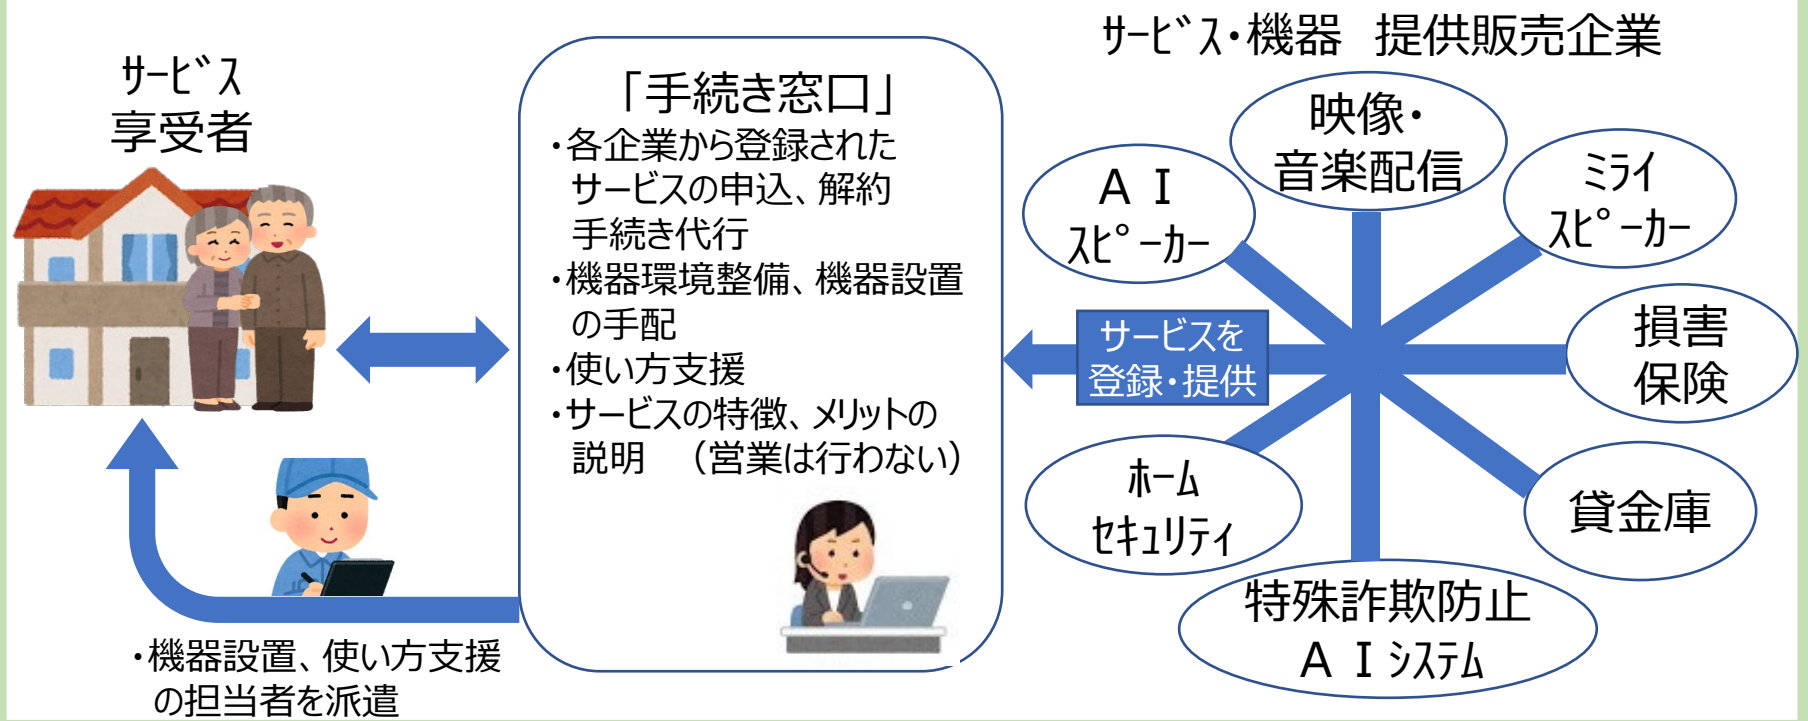 サービス
享受者
「手続き窓口」
・各企業から登録された
サービスの申込、解約
手続き代行
・機器環境整備、機器設置
の手配
・使い方支援
・サービスの特徴、メリットの
説明　（営業は行わない）
・機器設置、使い方支援
の担当者を派遣
サービスを
登録・提供
サービス・機器　提供販売企業
映像・
音楽配信
ＡＩ
スピーカー
ミライ
スピーカー
損害
保険
貸金庫
特殊詐欺防止
ＡＩシステム
ホーム
セキュリティ